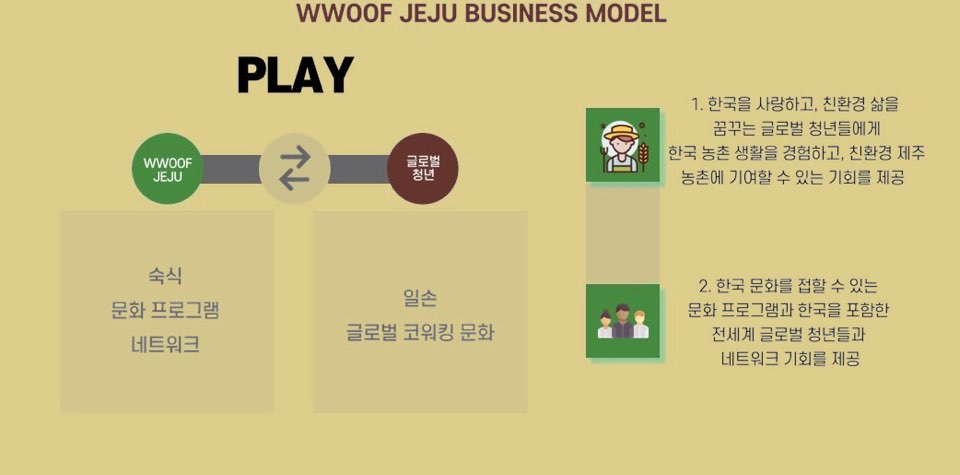 WWOOF JEJU BUSINESS MODEL
PLAY
WWOOF
JEJU
글로벌
청년
숙식
문화 프로그램
네트워크
일손
글로벌 코워킹 문화
1. 한국을 사랑하고, 친환경 삶을
꿈꾸는 글로벌 청년들에게
한국 농촌 생활을 경험하고, 친환경 제주
농촌에 기여할 수 있는 기회를 제공
2. 한국 문화를 접할 수 있는
문화 프로그램과 한국을 포함한
전세계 글로벌 청년들과
네트워크 기회를 제공